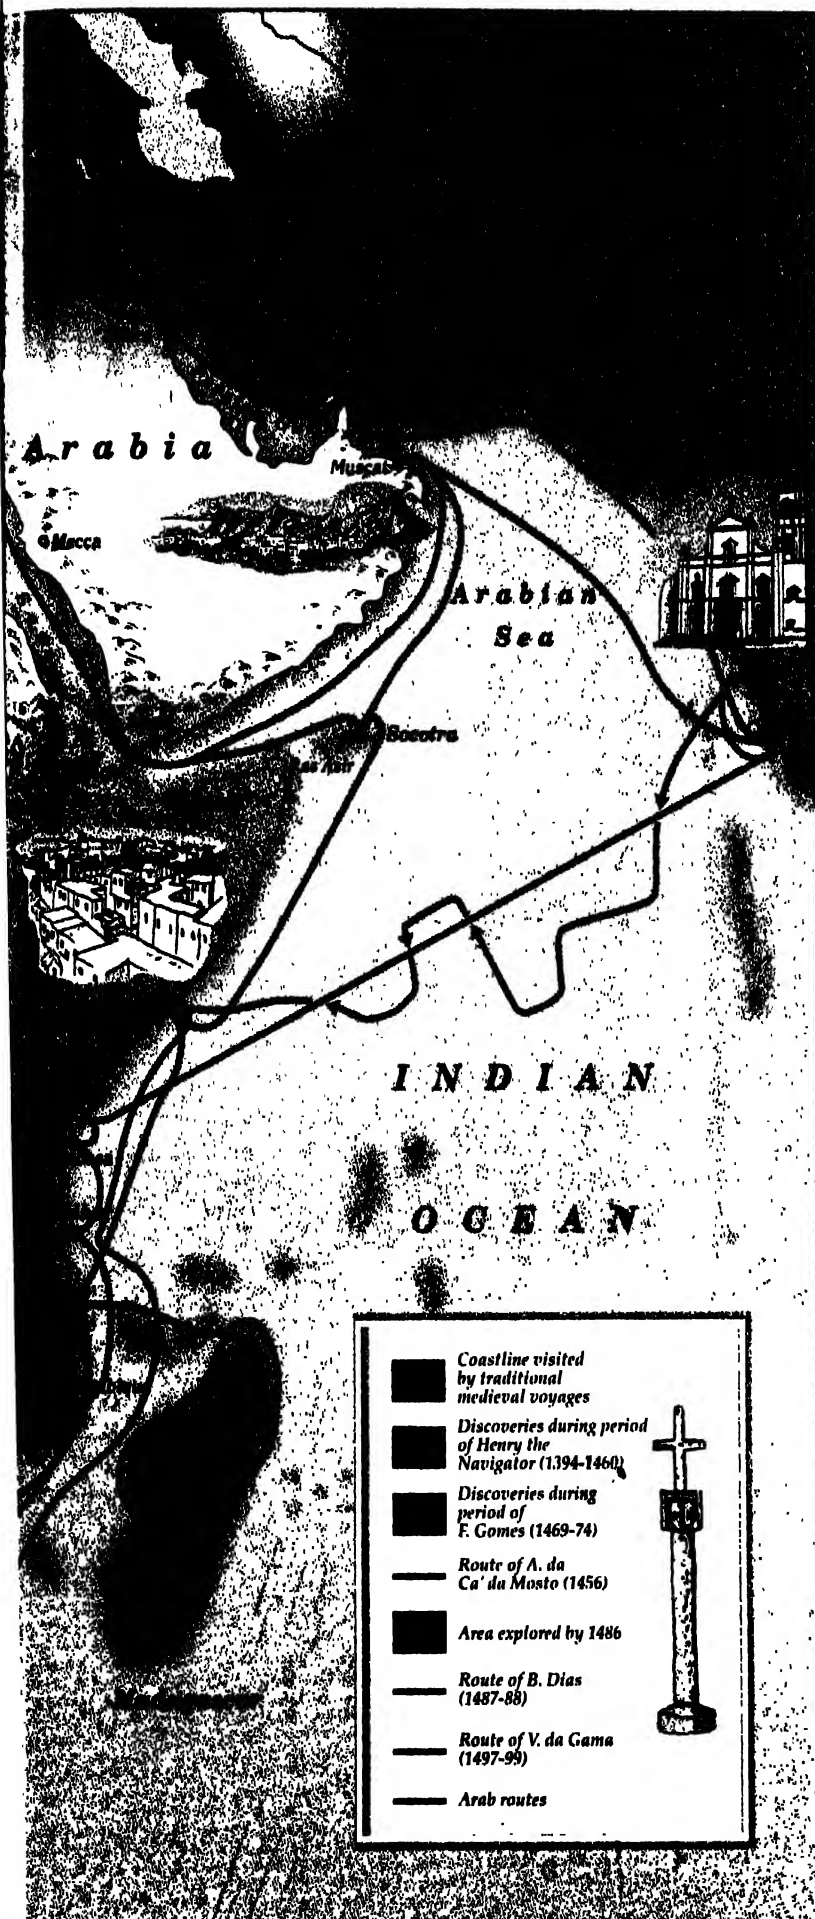 Arabia
Muscat
Mecca
Arabian
Sea
Socotra
INDIAN
OCEAN
Coastline visited
by traditional
medieval voyages
Discoveries during period
of Henry the
Navigator (1394-1460)
Discoveries during
period of
F. Gomes (1469-74)
Route of A. da
Ca' da Mosto (1456)
Area explored by 1486
Route of B. Dias
(1487-88)
Route of V. da Gama
(1497-99)
Arab routes